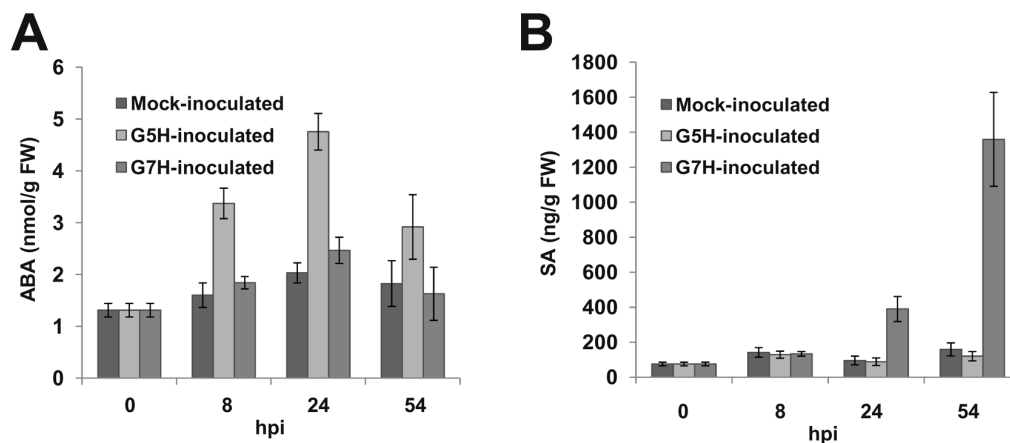 A
ABA (nmol/g FW)
6
5
4
3
2
1
0
Mock-inoculated
G5H-inoculated
G7H-inoculated
0 8 24 54
hpi
B
SA (ng/g FW)
1800
1600
1400
1200
1000
800
600
400
200
0
Mock-inoculated
G5H-inoculated
G7H-inoculated
0 8 24 54
hpi